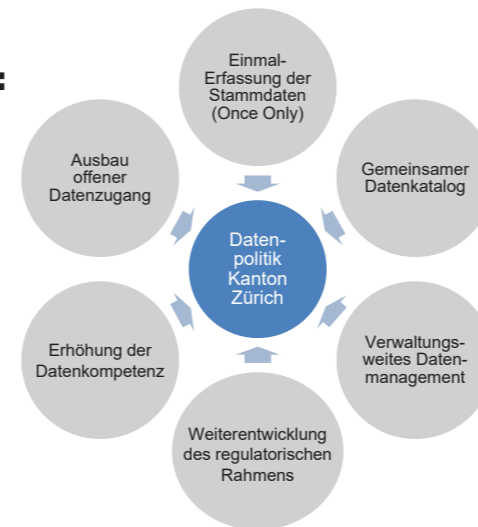 :
Einmal-
Erfassung der
Stammdaten
(Once Only)
Gemeinsamer
Datenkatalog
Verwaltungs-
weites Daten-
management
Weiterentwicklung
des regulatorischen
Rahmens
Erhöhung der
Datenkompetenz
Ausbau
offener
Datenzugang
Daten-
politik
Kanton
Zürich